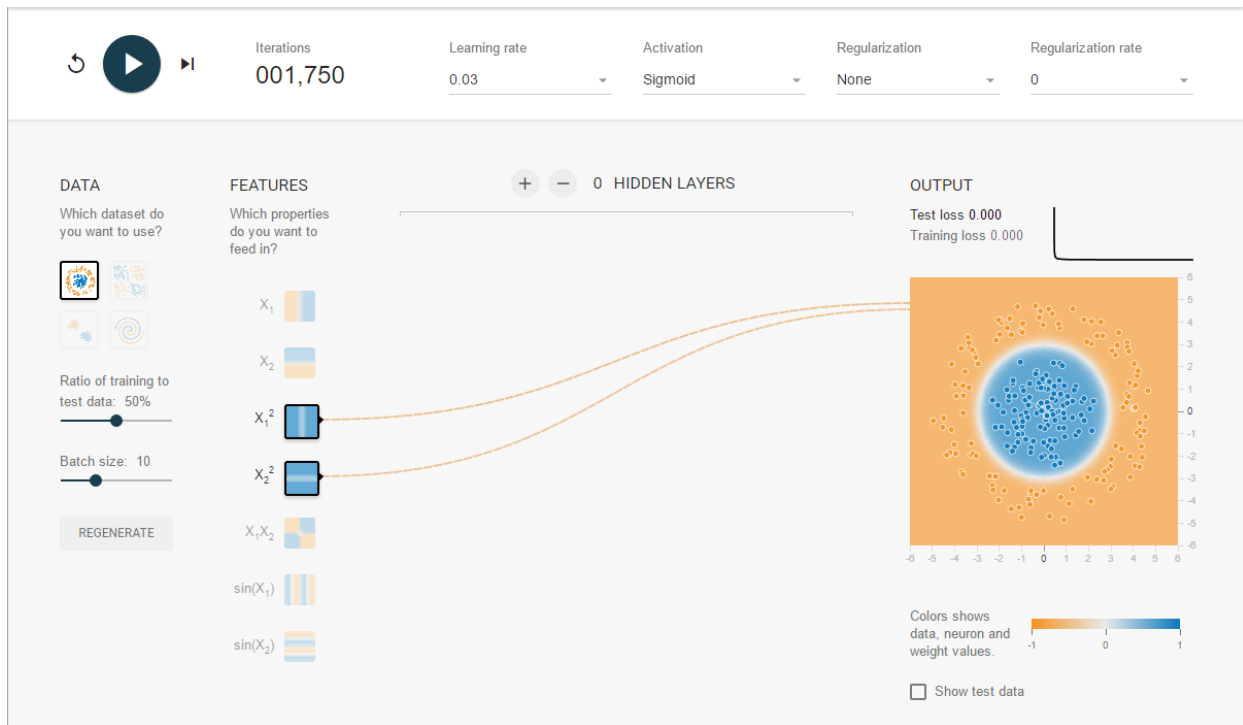 Iterations
001,750
Learning rate
0.03
Activation
Sigmoid
Regularization
None
Regularization rate
0
DATA
Which dataset do
you want to use?
Ratio of training to
test data: 50%
Batch size: 10
REGENERATE
FEATURES
Which properties
do you want to
feed in?
X₁
X₂
X₁²
X₂²
X₁X₂
sin(X₁)
sin(X₂)
+ − 0 HIDDEN LAYERS
OUTPUT
Test loss 0.000
Training loss 0.000
6
5
4
3
2
1
0
-1
-2
-3
-4
-5
-6
-6 -5 -4 -3 -2 -1 0 1 2 3 4 5 6
Colors shows
data, neuron and
weight values.
-1 0 1
Show test data